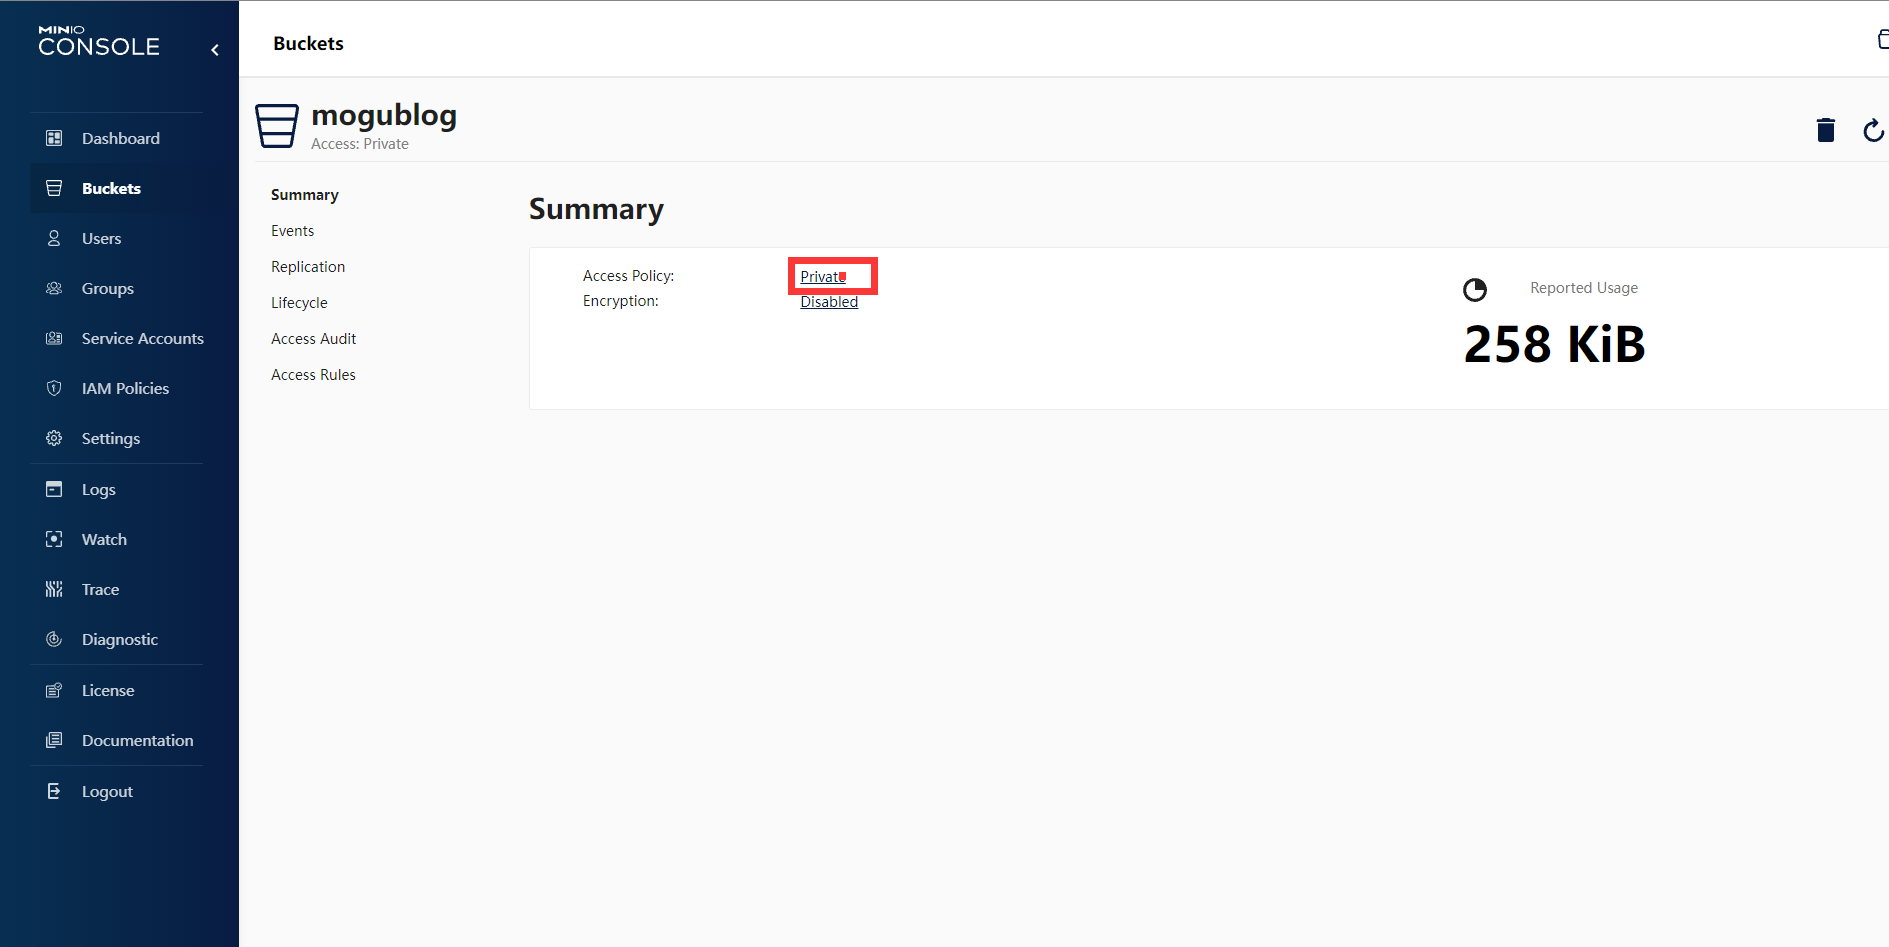 MINIO
CONSOLE
Dashboard
Buckets
Users
Groups
Service Accounts
IAM Policies
Settings
Logs
Watch
Trace
Diagnostic
License
Documentation
Logout
Buckets
mogublog
Access: Private
Summary
Events
Replication
Lifecycle
Access Audit
Access Rules
Summary
Access Policy: Private
Encryption: Disabled
Reported Usage
258 KiB